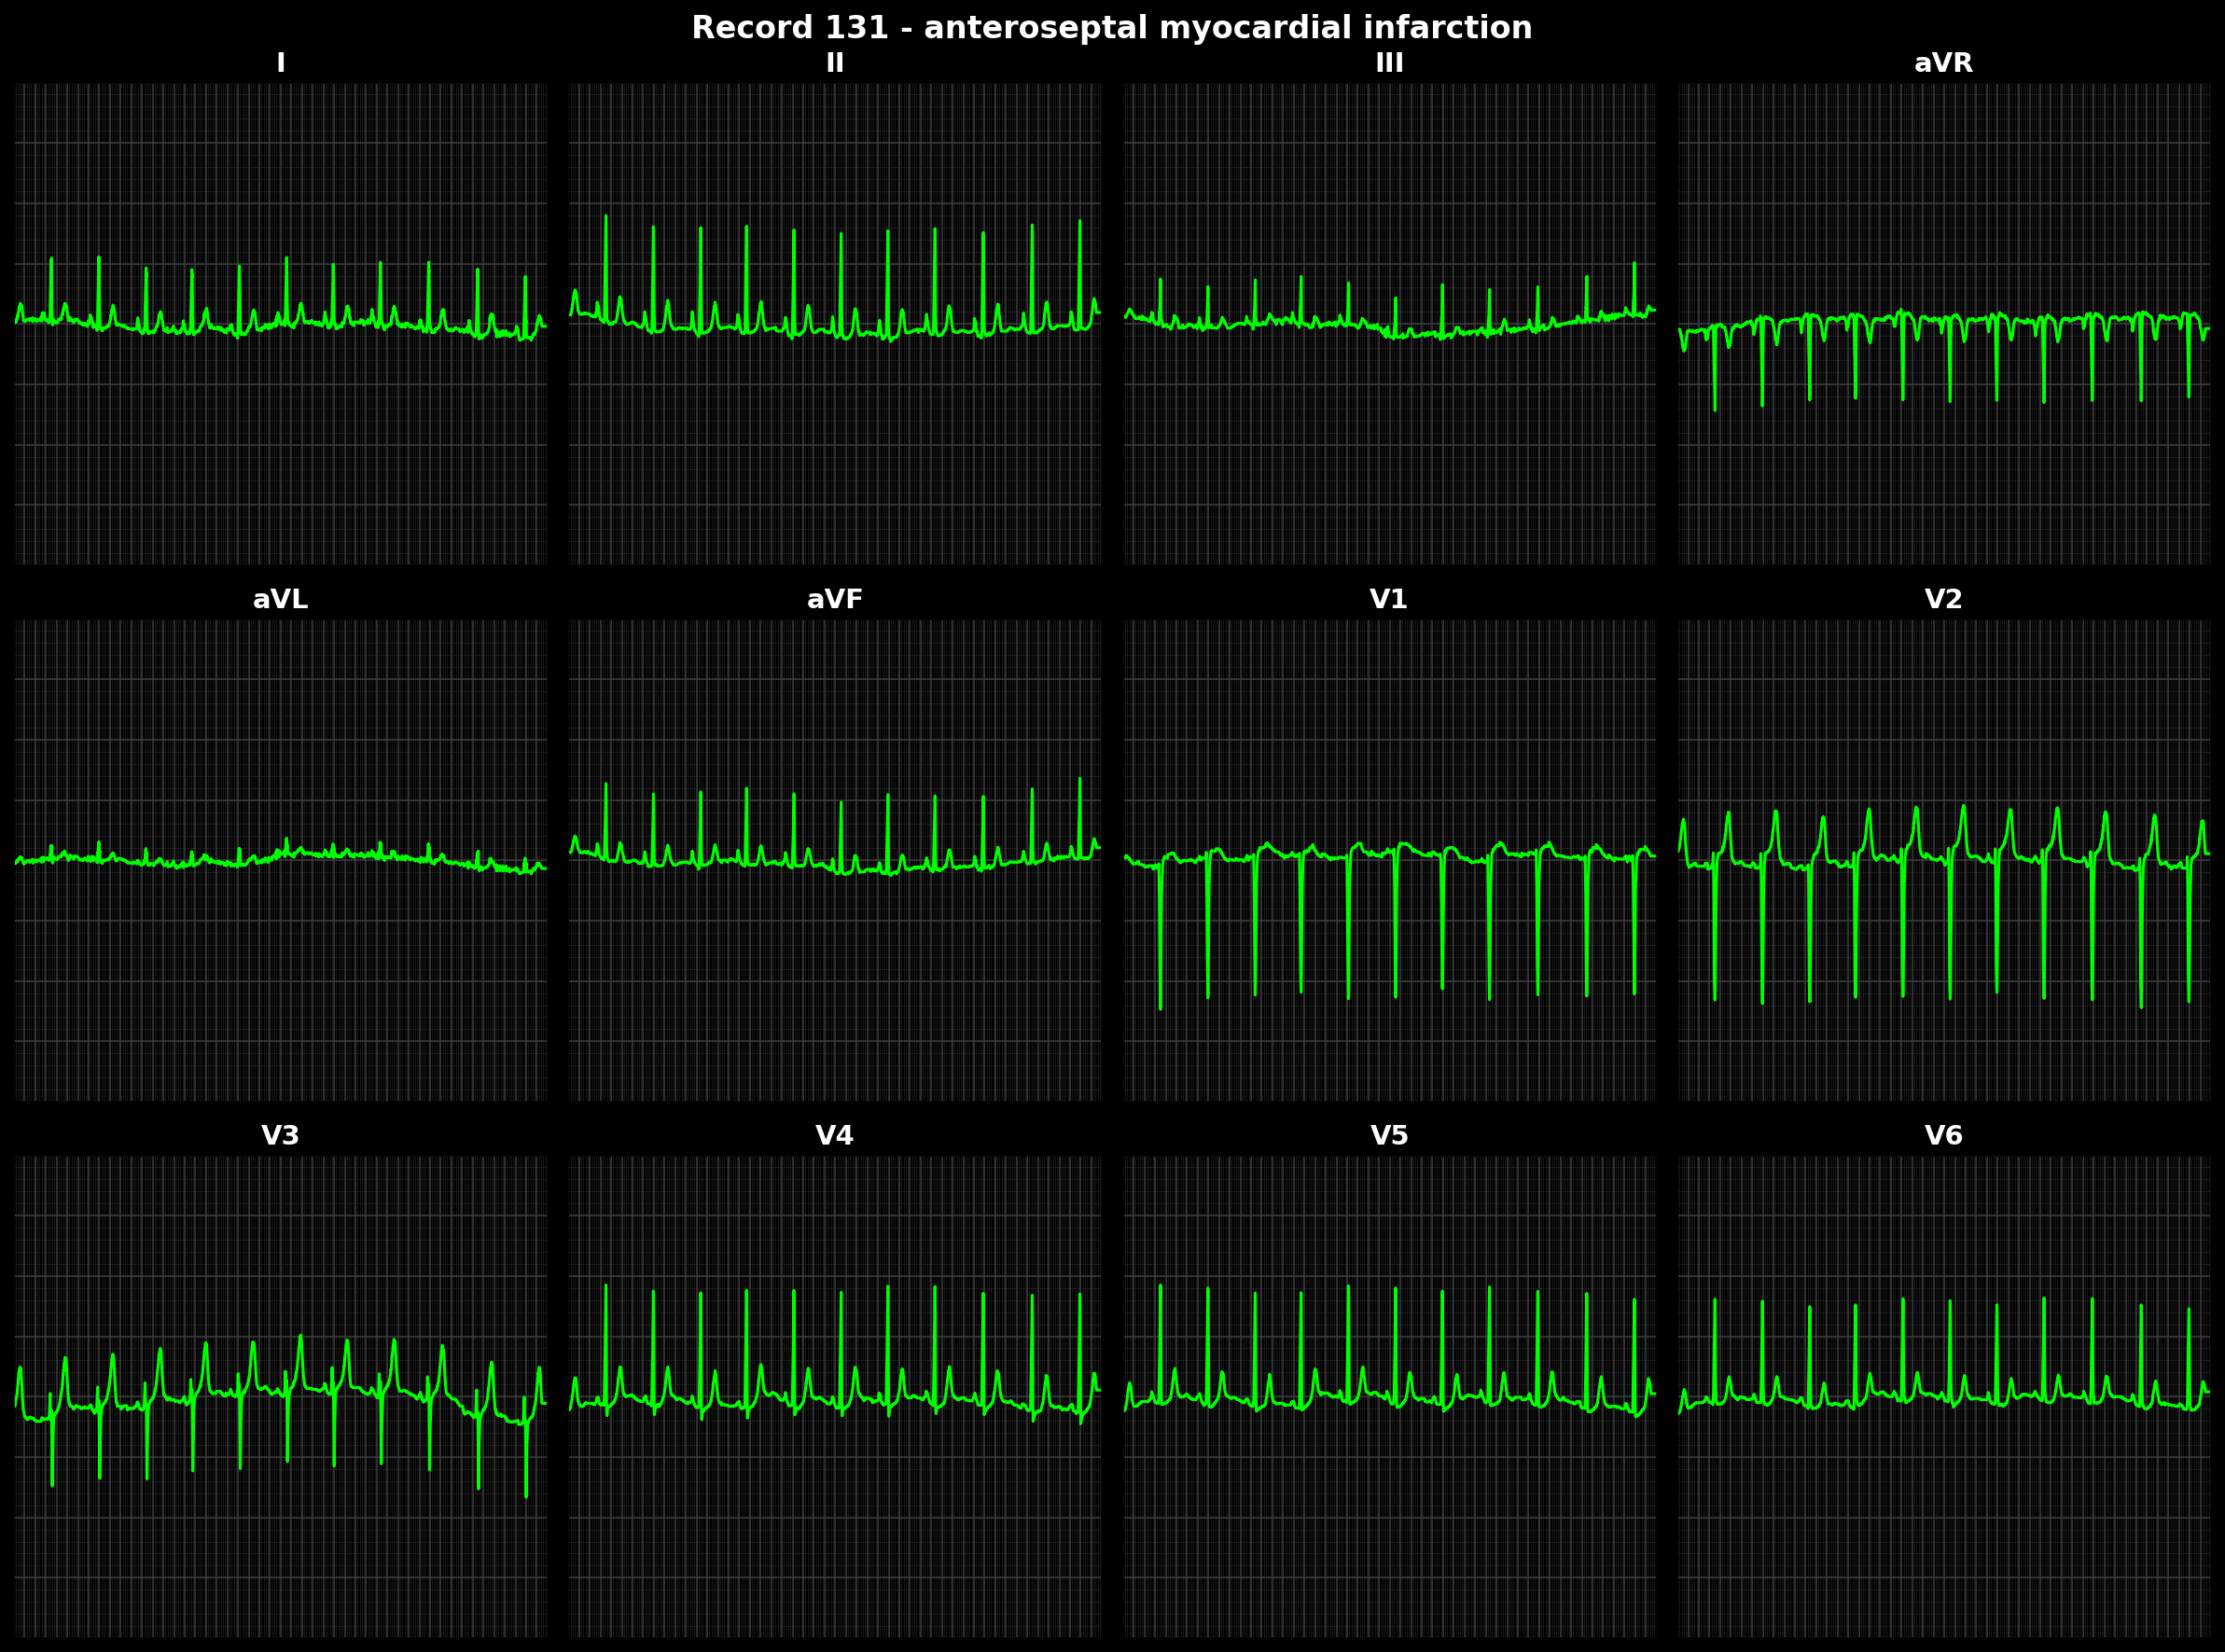 Record 131 - anteroseptal myocardial infarction
I
II
III
aVR
aVL
aVF
V1
V2
V3
V4
V5
V6